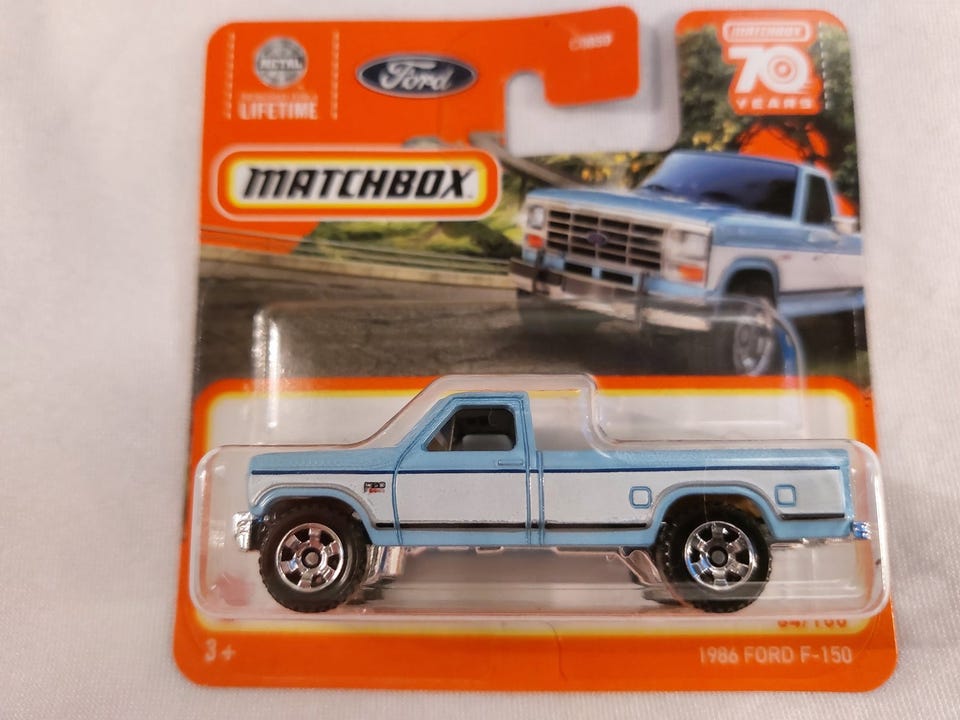 METAL
LIFETIME
Ford
MATCHBOX
MATCHBOX
70
YEARS
3+
1986 FORD F-150